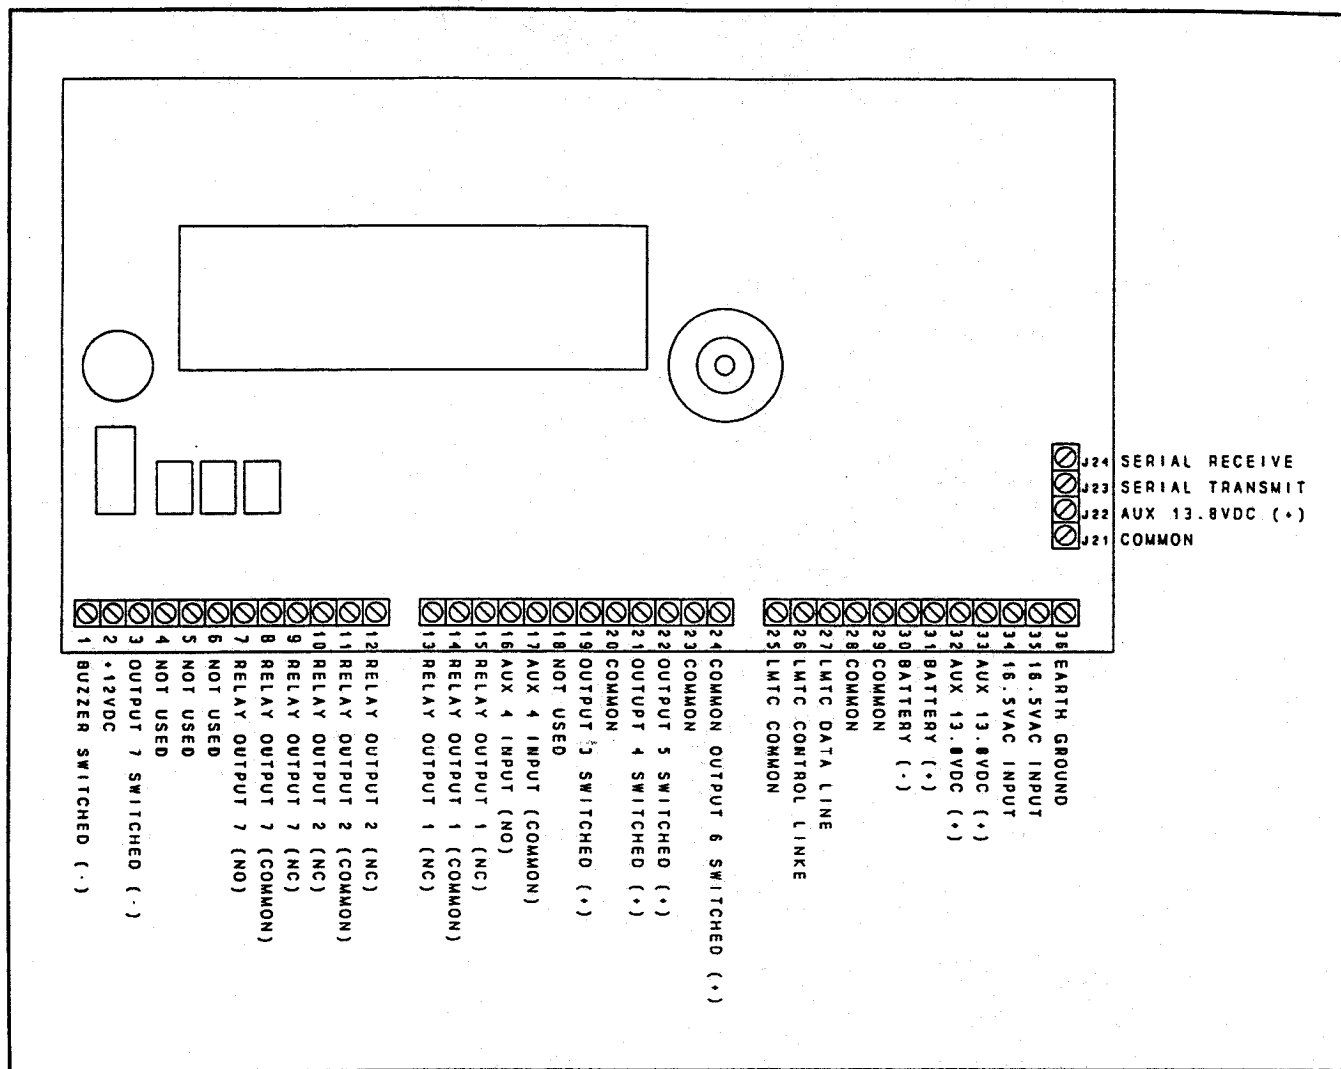 J24 SERIAL RECEIVE
J23 SERIAL TRANSMIT
J22 AUX 13.8VDC (+)
J21 COMMON
1 BUZZER SWITCHED (-)
2 +12VDC
3 OUTPUT 7 SWITCHED (-)
4 NOT USED
5 NOT USED
6 NOT USED
7 RELAY OUTPUT 7 (NO)
8 RELAY OUTPUT 7 (COMMON)
9 RELAY OUTPUT 7 (NC)
10 RELAY OUTPUT 2 (NC)
11 RELAY OUTPUT 2 (COMMON)
12 RELAY OUTPUT 2 (NC)
13 RELAY OUTPUT 1 (NC)
14 RELAY OUTPUT 1 (COMMON)
15 RELAY OUTPUT 1 (NC)
16 AUX 4 INPUT (NO)
17 AUX 4 INPUT (COMMON)
18 NOT USED
19 OUTPUT 3 SWITCHED (+)
20 COMMON
21 OUTUPT 4 SWITCHED (+)
22 OUTPUT 5 SWITCHED (+)
23 COMMON
24 COMMON OUTPUT 6 SWITCHED (+)
25 LMTC COMMON
26 LMTC CONTROL LINKE
27 LMTC DATA LINE
28 COMMON
29 COMMON
30 BATTERY (-)
31 BATTERY (+)
32 AUX 13.8VDC (+)
33 AUX 13.8VDC (+)
34 16.5VAC INPUT
35 16.5VAC INPUT
36 EARTH GROUND